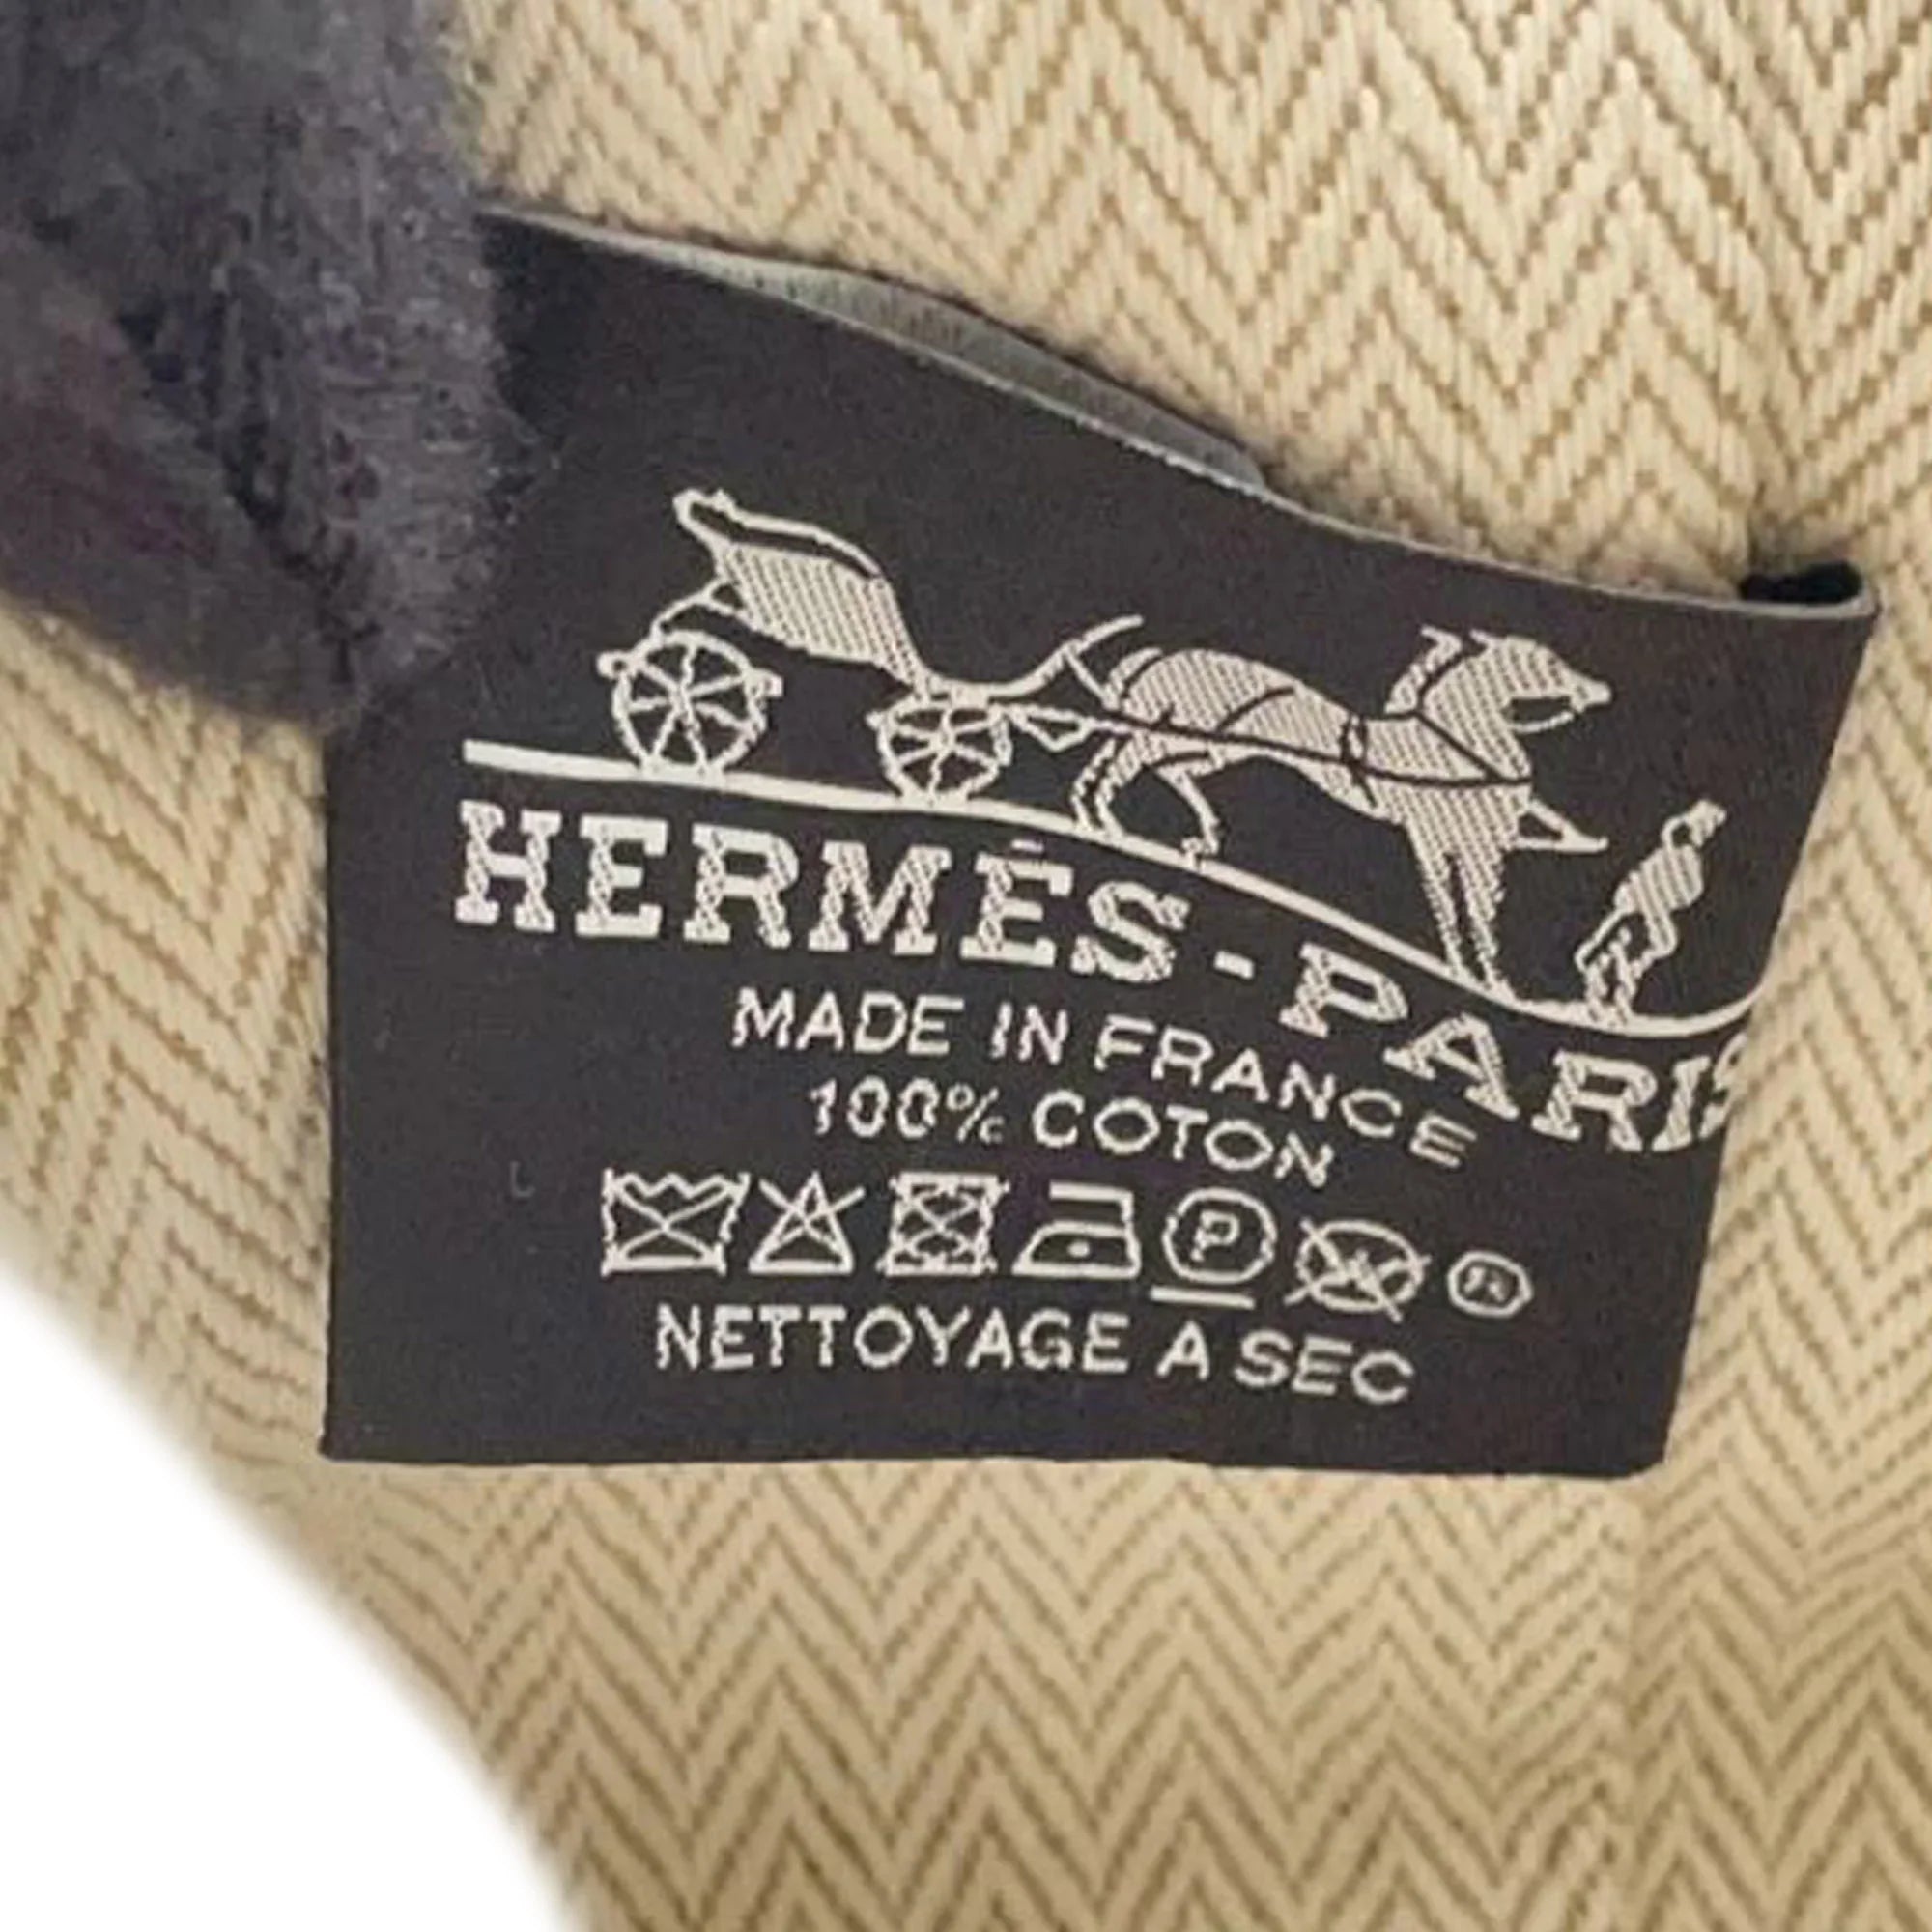 HERMÈS-PARIS
MADE IN FRANCE
100% COTON
P ®
NETTOYAGE A SEC